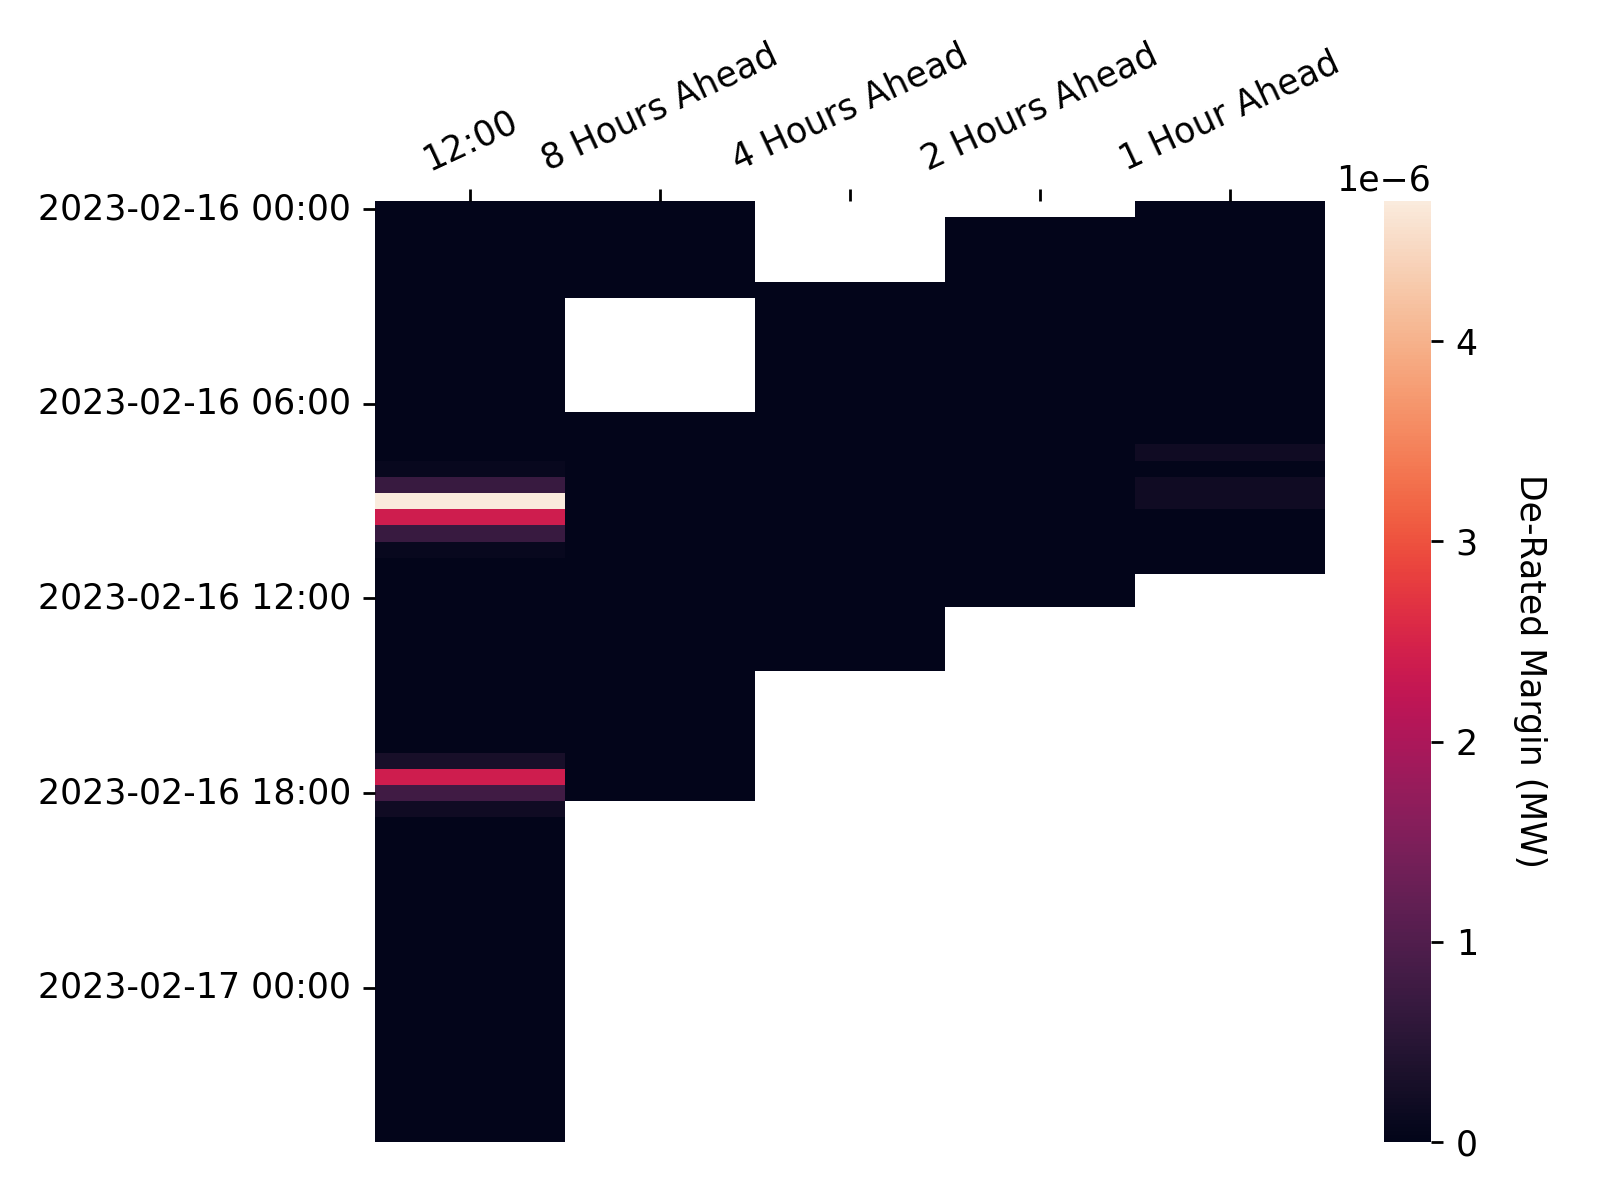 12:00
8 Hours Ahead
4 Hours Ahead
2 Hours Ahead
1 Hour Ahead
1e−6
2023-02-16 00:00
2023-02-16 06:00
2023-02-16 12:00
2023-02-16 18:00
2023-02-17 00:00
4
3
2
1
0
De-Rated Margin (MW)